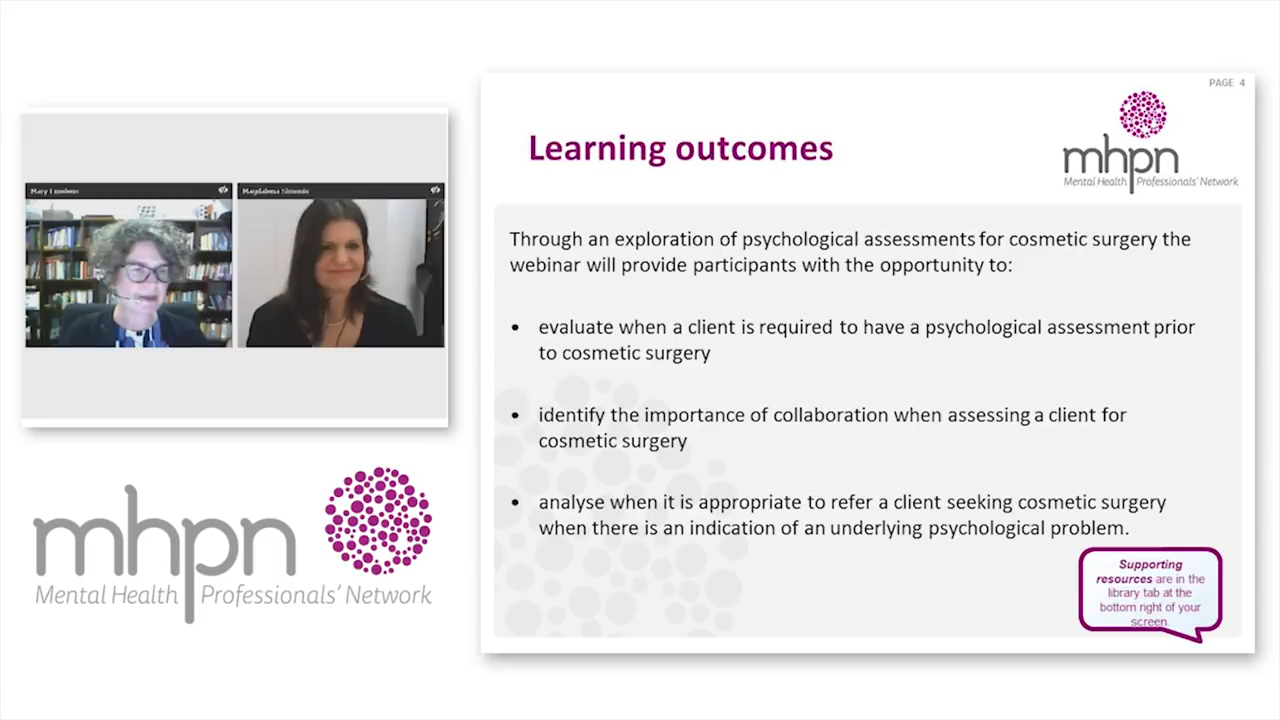 Magdalena Simonis
mhpn
Mental Health Professionals' Network
PAGE 4
Learning outcomes
mhpn
Mental Health Professionals' Network
Through an exploration of psychological assessments for cosmetic surgery the
webinar will provide participants with the opportunity to:
• evaluate when a client is required to have a psychological assessment prior
to cosmetic surgery
• identify the importance of collaboration when assessing a client for
cosmetic surgery
• analyse when it is appropriate to refer a client seeking cosmetic surgery
when there is an indication of an underlying psychological problem.
Supporting
resources are in the
library tab at the
bottom right of your
screen.